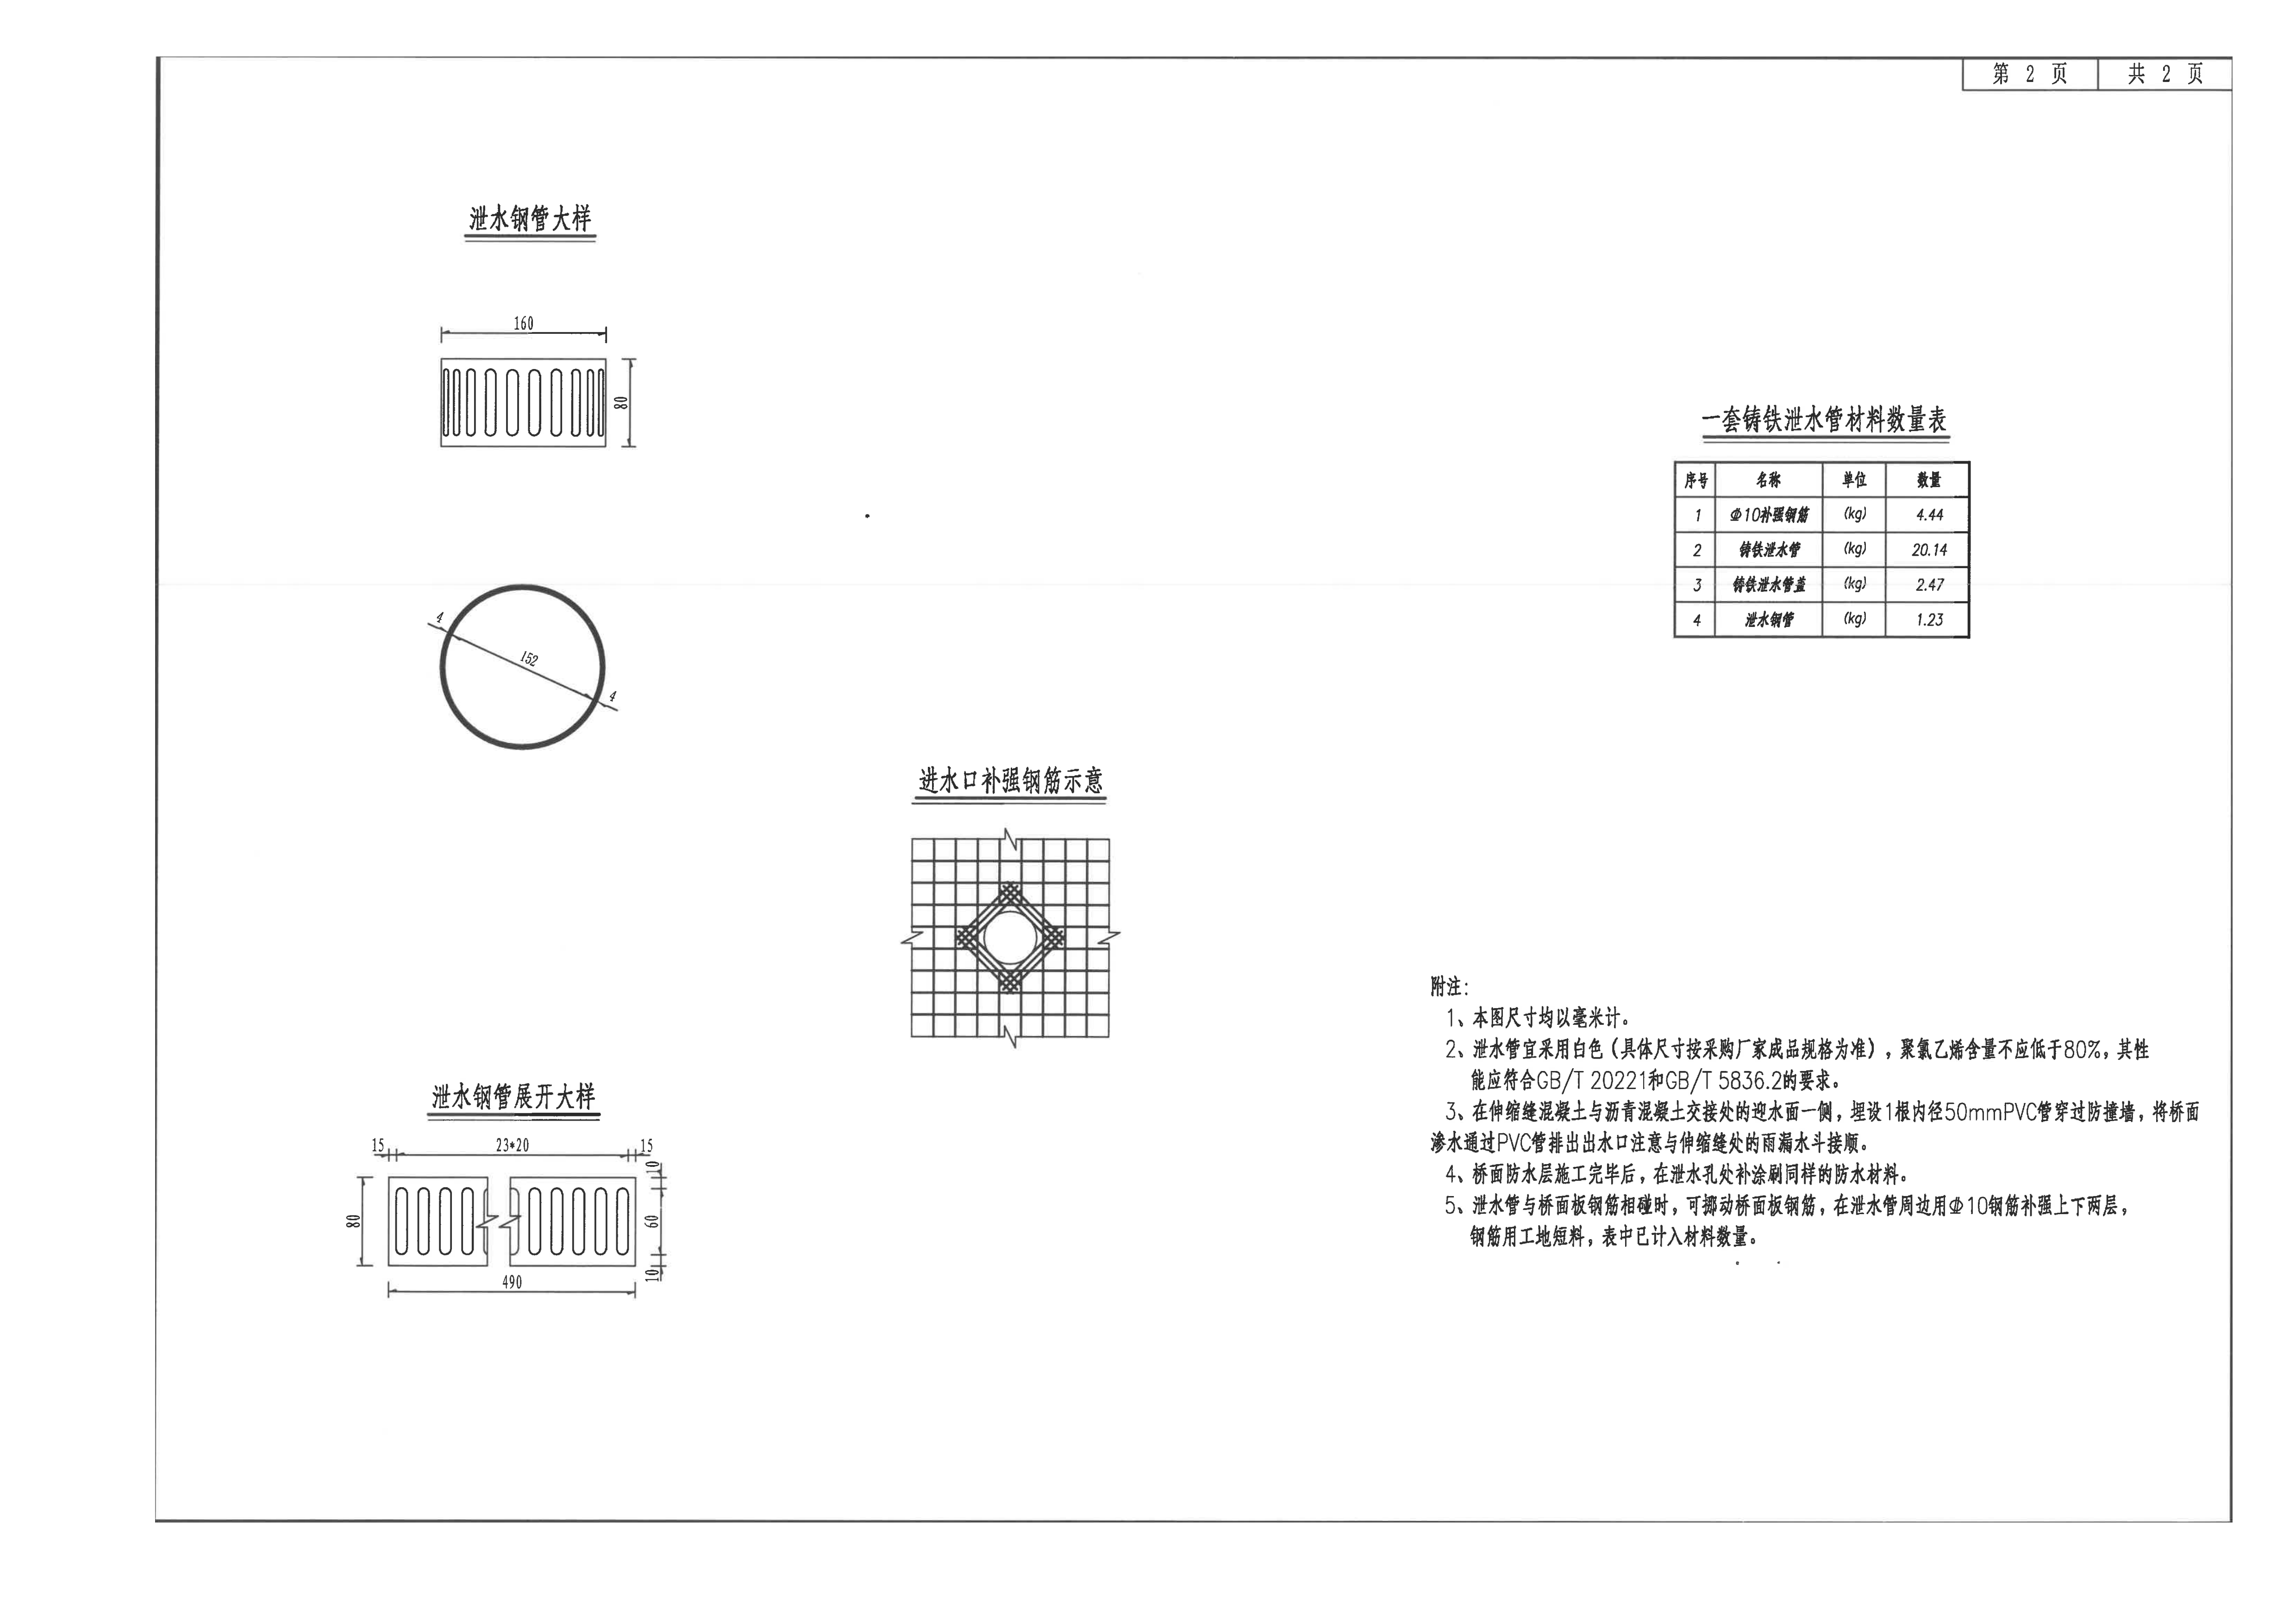 第 2 页 共 2 页
泄水钢管大样
160
80
4
152
4
进水口补强钢筋示意
泄水钢管展开大样
15 23*20 15
10
80
60
10
490
一套铸铁泄水管材料数量表
序号 名称 单位 数量
1 Φ10补强钢筋 (kg) 4.44
2 铸铁泄水管 (kg) 20.14
3 铸铁泄水管盖 (kg) 2.47
4 泄水钢管 (kg) 1.23
附注：
1、本图尺寸均以毫米计。
2、泄水管宜采用白色（具体尺寸按采购厂家成品规格为准），聚氯乙烯含量不应低于80%，其性
能应符合GB/T 20221和GB/T 5836.2的要求。
3、在伸缩缝混凝土与沥青混凝土交接处的迎水面一侧，埋设1根内径50mmPVC管穿过防撞墙，将桥面
渗水通过PVC管排出出水口注意与伸缩缝处的雨漏水斗接顺。
4、桥面防水层施工完毕后，在泄水孔处补涂刷同样的防水材料。
5、泄水管与桥面板钢筋相碰时，可挪动桥面板钢筋，在泄水管周边用Φ10钢筋补强上下两层，
钢筋用工地短料，表中已计入材料数量。